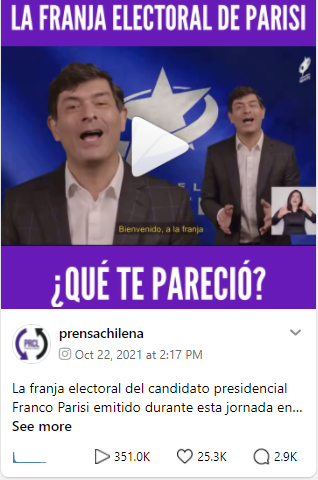 LA FRANJA ELECTORAL DE PARISI
Bienvenido, a la franja
¿QUÉ TE PARECIÓ?
PRCL
prensachilena
Oct 22, 2021 at 2:17 PM
La franja electoral del candidato presidencial
Franco Parisi emitido durante esta jornada en...
See more
351.0K 25.3K 2.9K